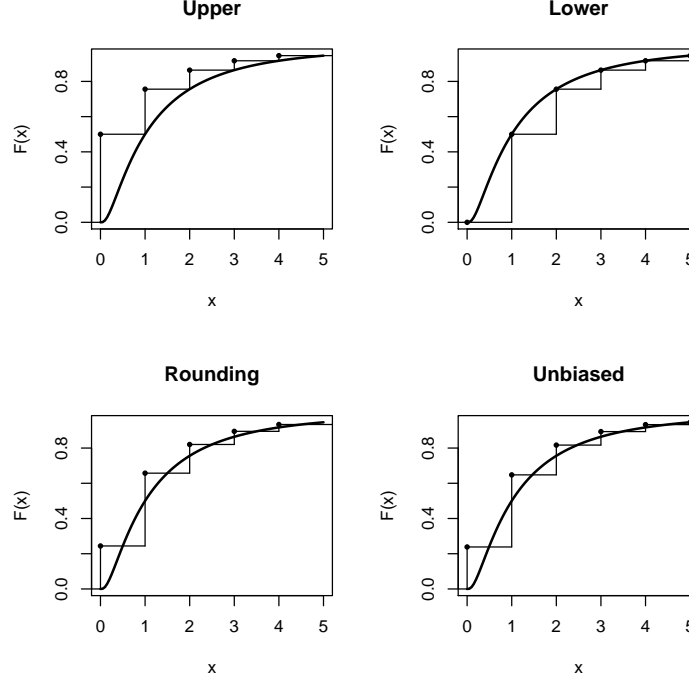 Upper
F(x)
0.0 0.4 0.8
0 1 2 3 4 5
x
Lower
F(x)
0.0 0.4 0.8
0 1 2 3 4 5
x
Rounding
F(x)
0.0 0.4 0.8
0 1 2 3 4 5
x
Unbiased
F(x)
0.0 0.4 0.8
0 1 2 3 4 5
x